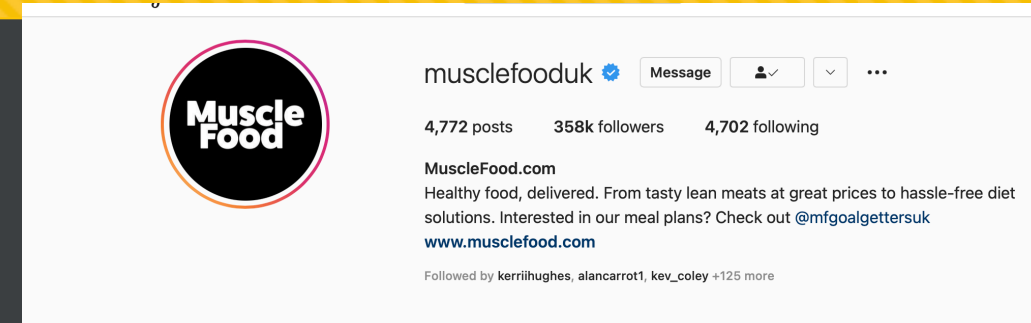 Muscle
Food
musclefooduk
Message
4,772 posts 358k followers 4,702 following
MuscleFood.com
Healthy food, delivered. From tasty lean meats at great prices to hassle-free diet
solutions. Interested in our meal plans? Check out @mfgoalgettersuk
www.musclefood.com
Followed by kerriihughes, alancarrot1, kev_coley +125 more